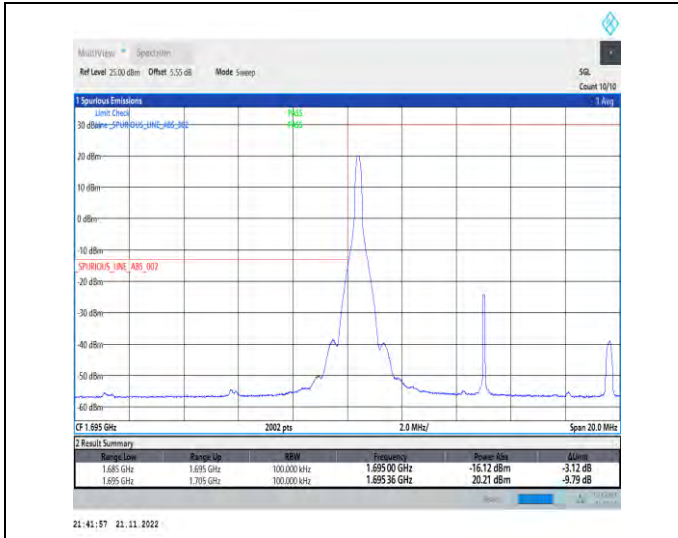 MultiView Spectrum
Ref Level 25.00 dBm Offset 5.55 dB Mode Sweep SGL
Count 10/10
1 Spurious Emissions 1 Avg
Limit Check PASS
30 dBm Line _SPURIOUS_LINE_ABS_002 PASS
20 dBm
10 dBm
0 dBm
-10 dBm
_SPURIOUS_LINE_ABS_002
-20 dBm
-30 dBm
-40 dBm
-50 dBm
-60 dBm
CF 1.695 GHz 2002 pts 2.0 MHz/ Span 20.0 MHz
2 Result Summary
Range Low Range Up RBW Frequency Power Abs ΔLimit
1.685 GHz 1.695 GHz 100.000 kHz 1.69500 GHz -16.12 dBm -3.12 dB
1.695 GHz 1.705 GHz 100.000 kHz 1.69536 GHz 20.21 dBm -9.79 dB
21:41:57 21.11.2022